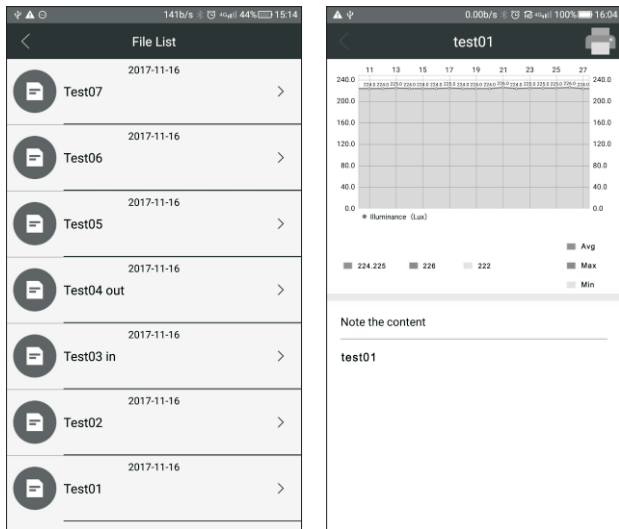 141b/s 4G 44% 15:14
File List
2017-11-16
Test07
2017-11-16
Test06
2017-11-16
Test05
2017-11-16
Test04 out
2017-11-16
Test03 in
2017-11-16
Test02
2017-11-16
Test01
0.00b/s 4G 100% 16:04
test01
11 13 15 17 19 21 23 25 27
240.0 240.0
200.0 200.0
160.0 160.0
120.0 120.0
80.0 80.0
40.0 40.0
0.0 0.0
Illuminance (Lux)
Avg
224.225 226 222 Max
Min
Note the content
test01